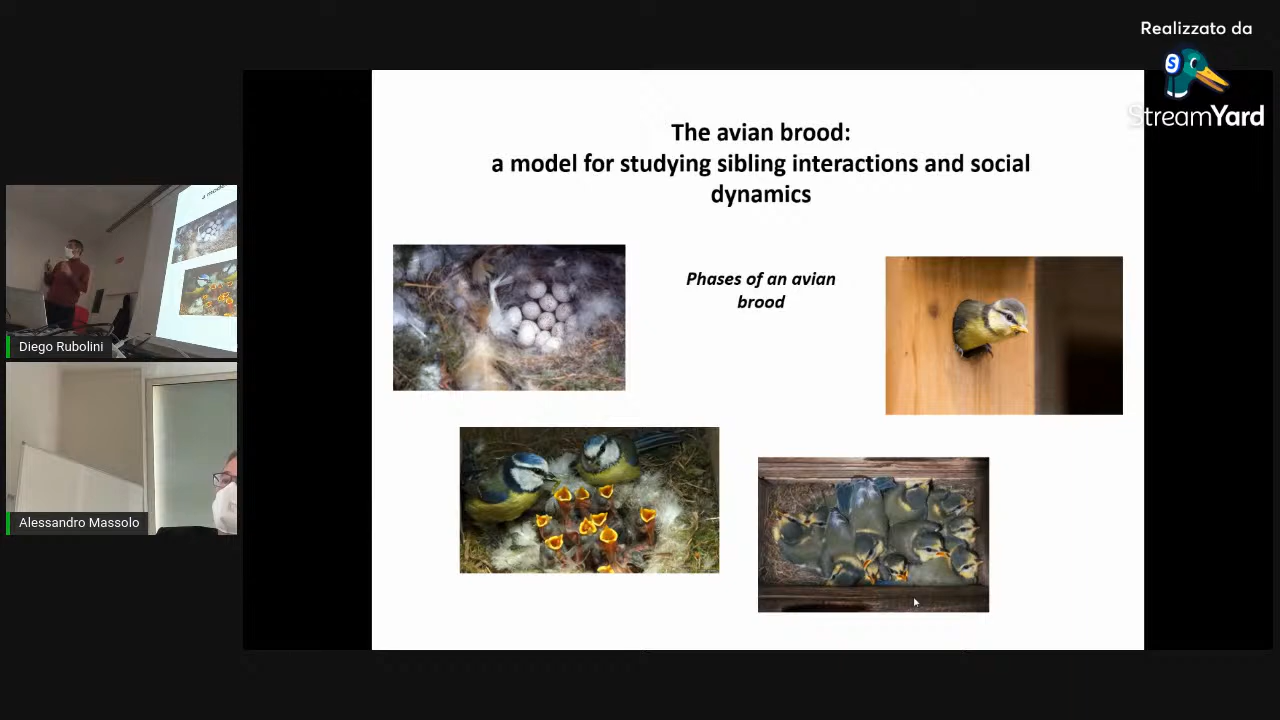 Realizzato da
StreamYard
The avian brood:
a model for studying sibling interactions and social
dynamics
Phases of an avian
brood
Diego Rubolini
Alessandro Massolo